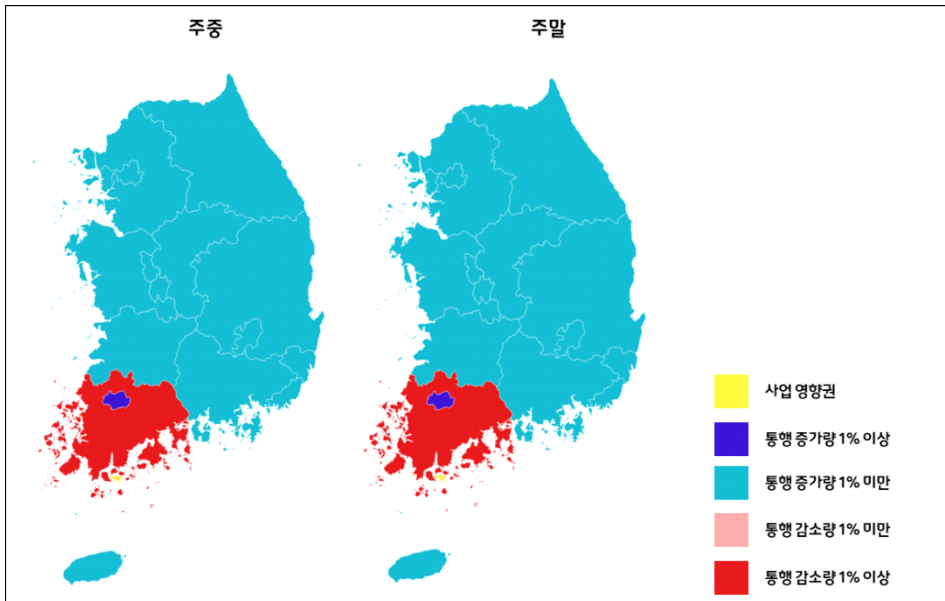 주중
주말
사업 영향권
통행 증가량 1% 이상
통행 증가량 1% 미만
통행 감소량 1% 미만
통행 감소량 1% 이상